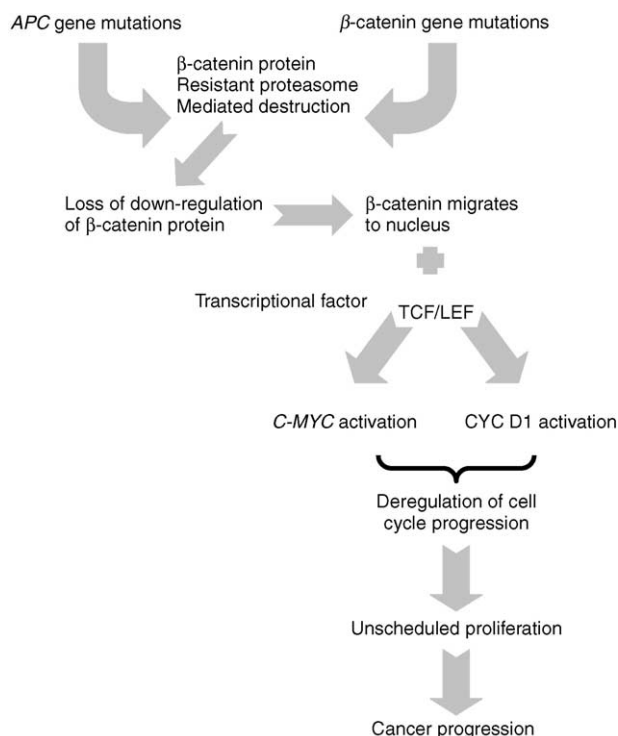 APC gene mutations
β-catenin gene mutations
β-catenin protein
Resistant proteasome
Mediated destruction
Loss of down-regulation
of β-catenin protein
β-catenin migrates
to nucleus
Transcriptional factor
TCF/LEF
C-MYC activation
CYC D1 activation
Deregulation of cell
cycle progression
Unscheduled proliferation
Cancer progression